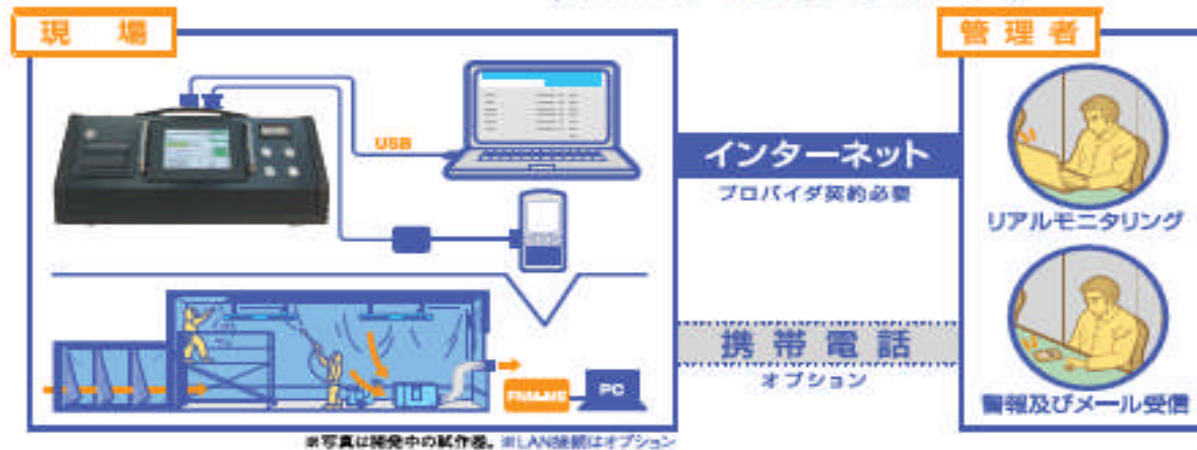 現場
管理者
USB
インターネット
プロバイダ契約必要
リアルモニタリング
携帯電話
オプション
PC
警報及びメール受信
※写真は開発中の試作器。※LAN接続はオプション